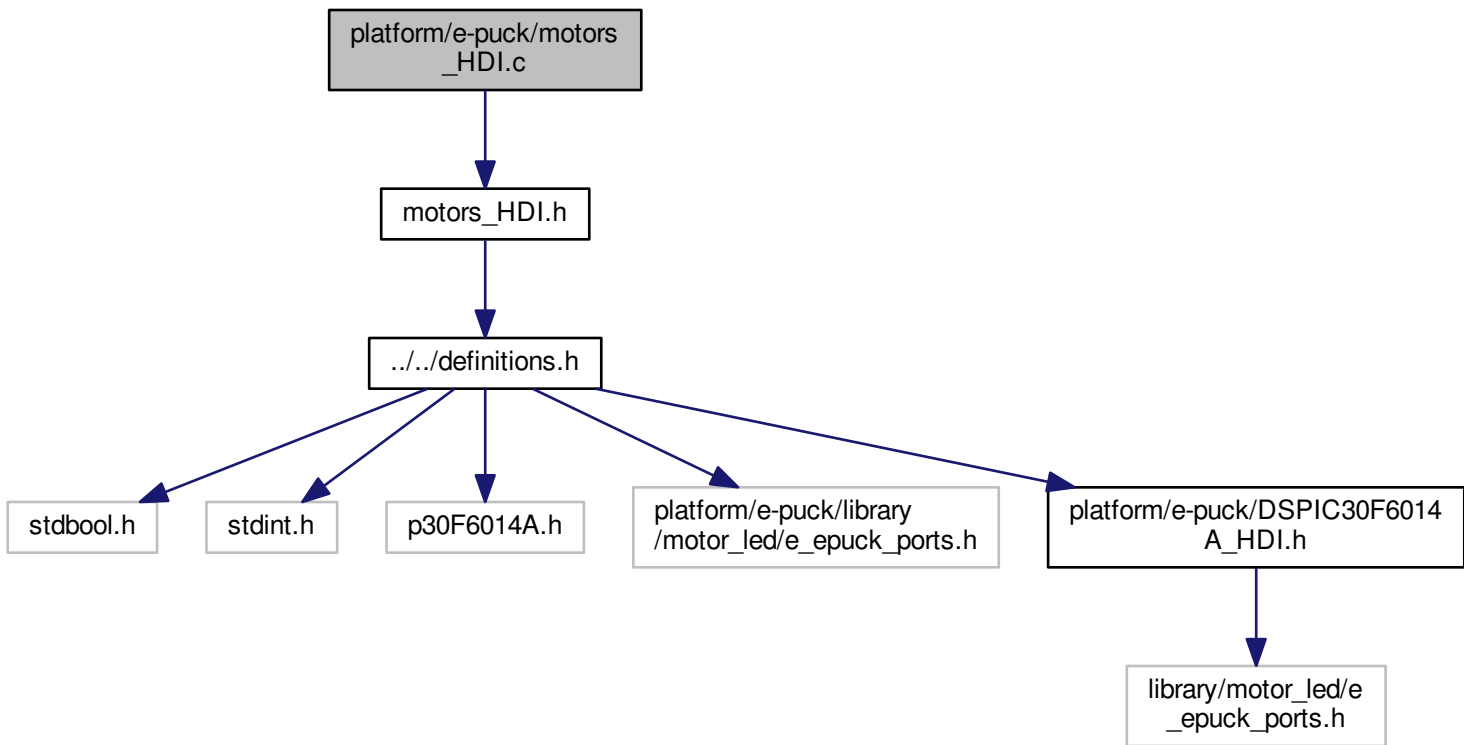 platform/e-puck/motors
_HDI.c
motors_HDI.h
../../definitions.h
stdbool.h
stdint.h
p30F6014A.h
platform/e-puck/library
/motor_led/e_epuck_ports.h
platform/e-puck/DSPIC30F6014
A_HDI.h
library/motor_led/e
_epuck_ports.h